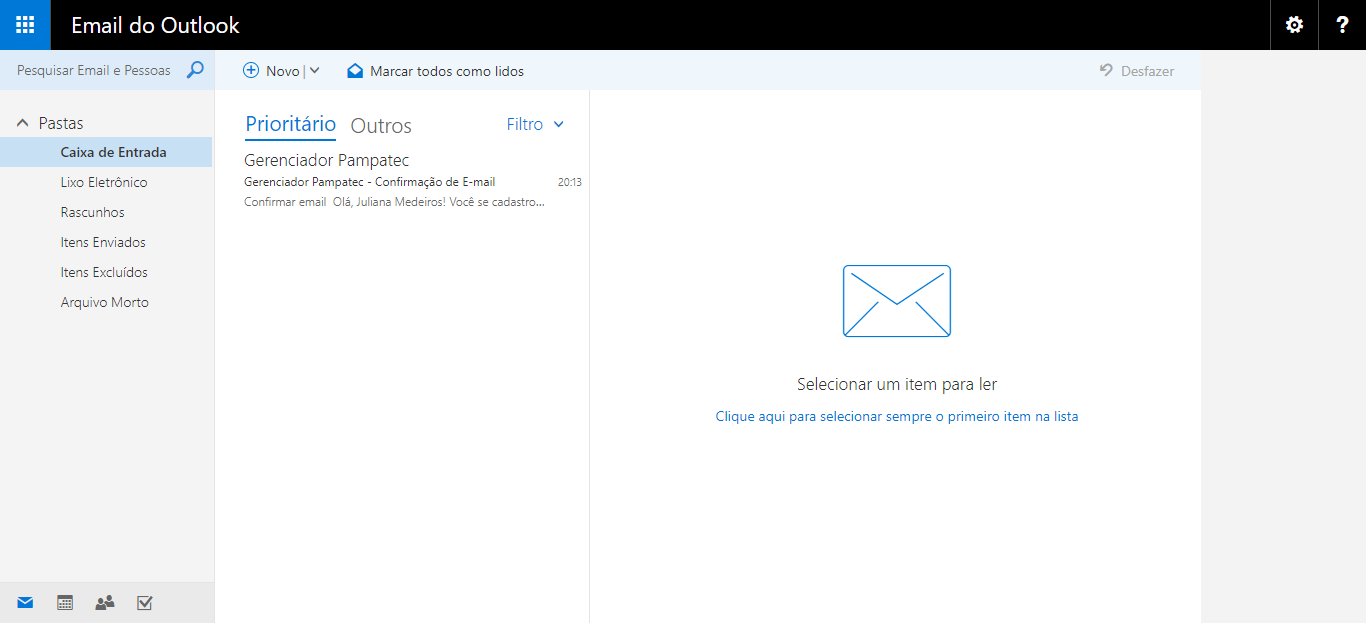 Email do Outlook
?
Pesquisar Email e Pessoas
Novo |
Marcar todos como lidos
Desfazer
Pastas
Caixa de Entrada
Lixo Eletrônico
Rascunhos
Itens Enviados
Itens Excluídos
Arquivo Morto
Prioritário
Outros
Filtro
Gerenciador Pampatec
Gerenciador Pampatec - Confirmação de E-mail
20:13
Confirmar email Olá, Juliana Medeiros! Você se cadastro...
Selecionar um item para ler
Clique aqui para selecionar sempre o primeiro item na lista